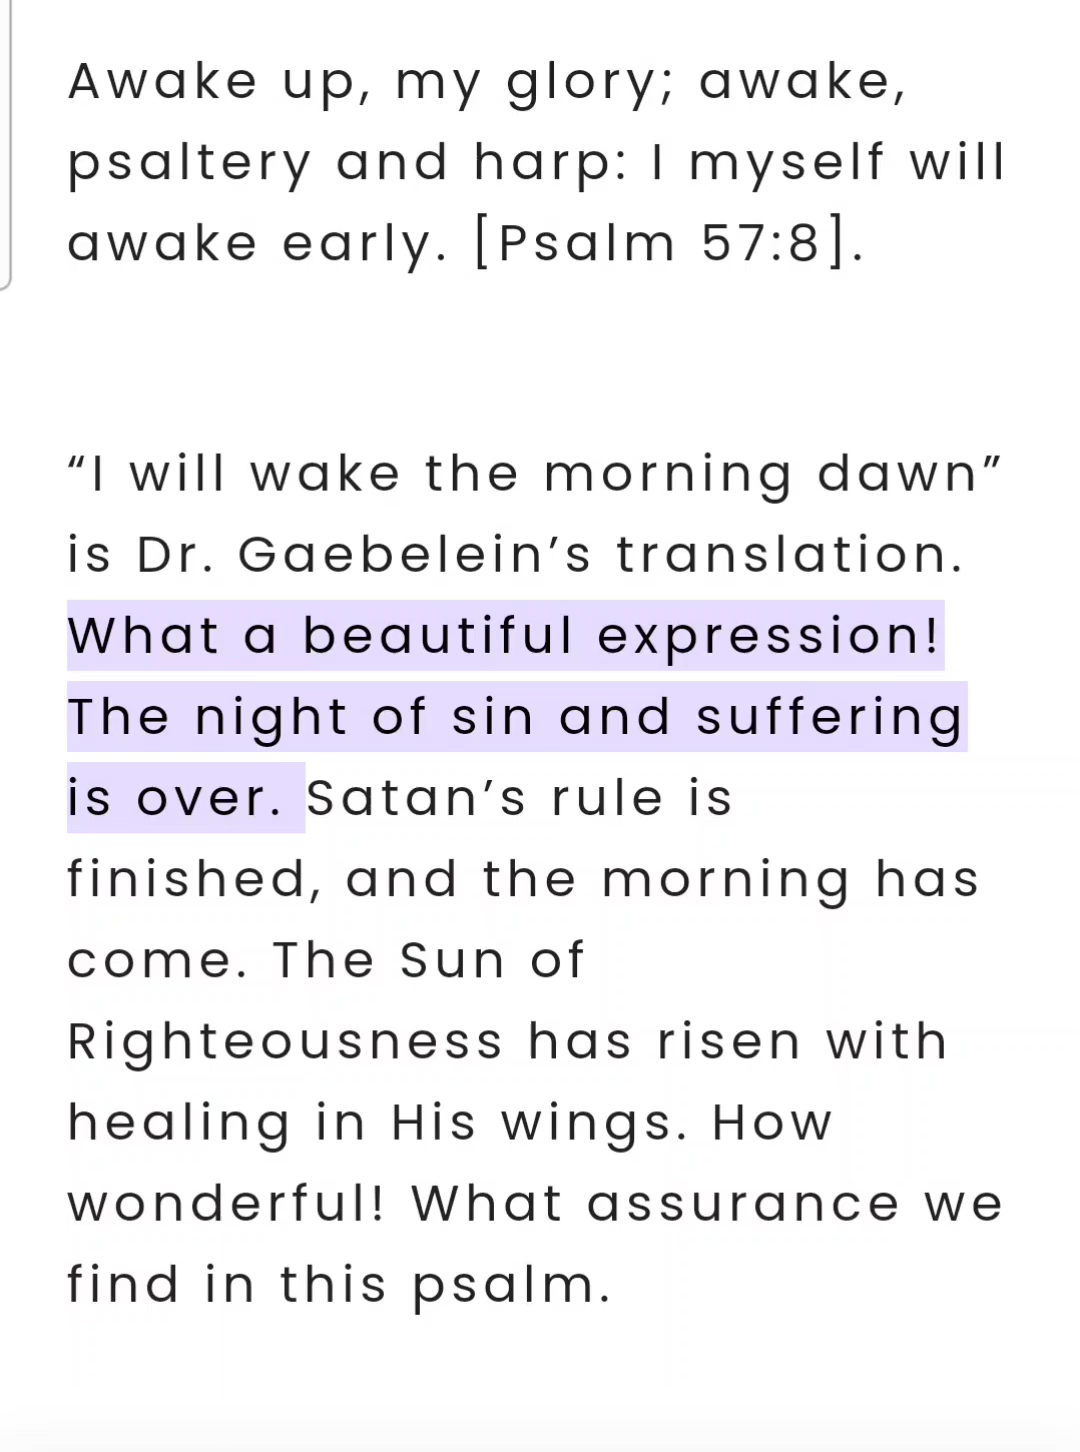 Awake up, my glory; awake,
psaltery and harp: I myself will
awake early. [Psalm 57:8].
“I will wake the morning dawn”
is Dr. Gaebelein’s translation.
What a beautiful expression!
The night of sin and suffering
is over. Satan’s rule is
finished, and the morning has
come. The Sun of
Righteousness has risen with
healing in His wings. How
wonderful! What assurance we
find in this psalm.